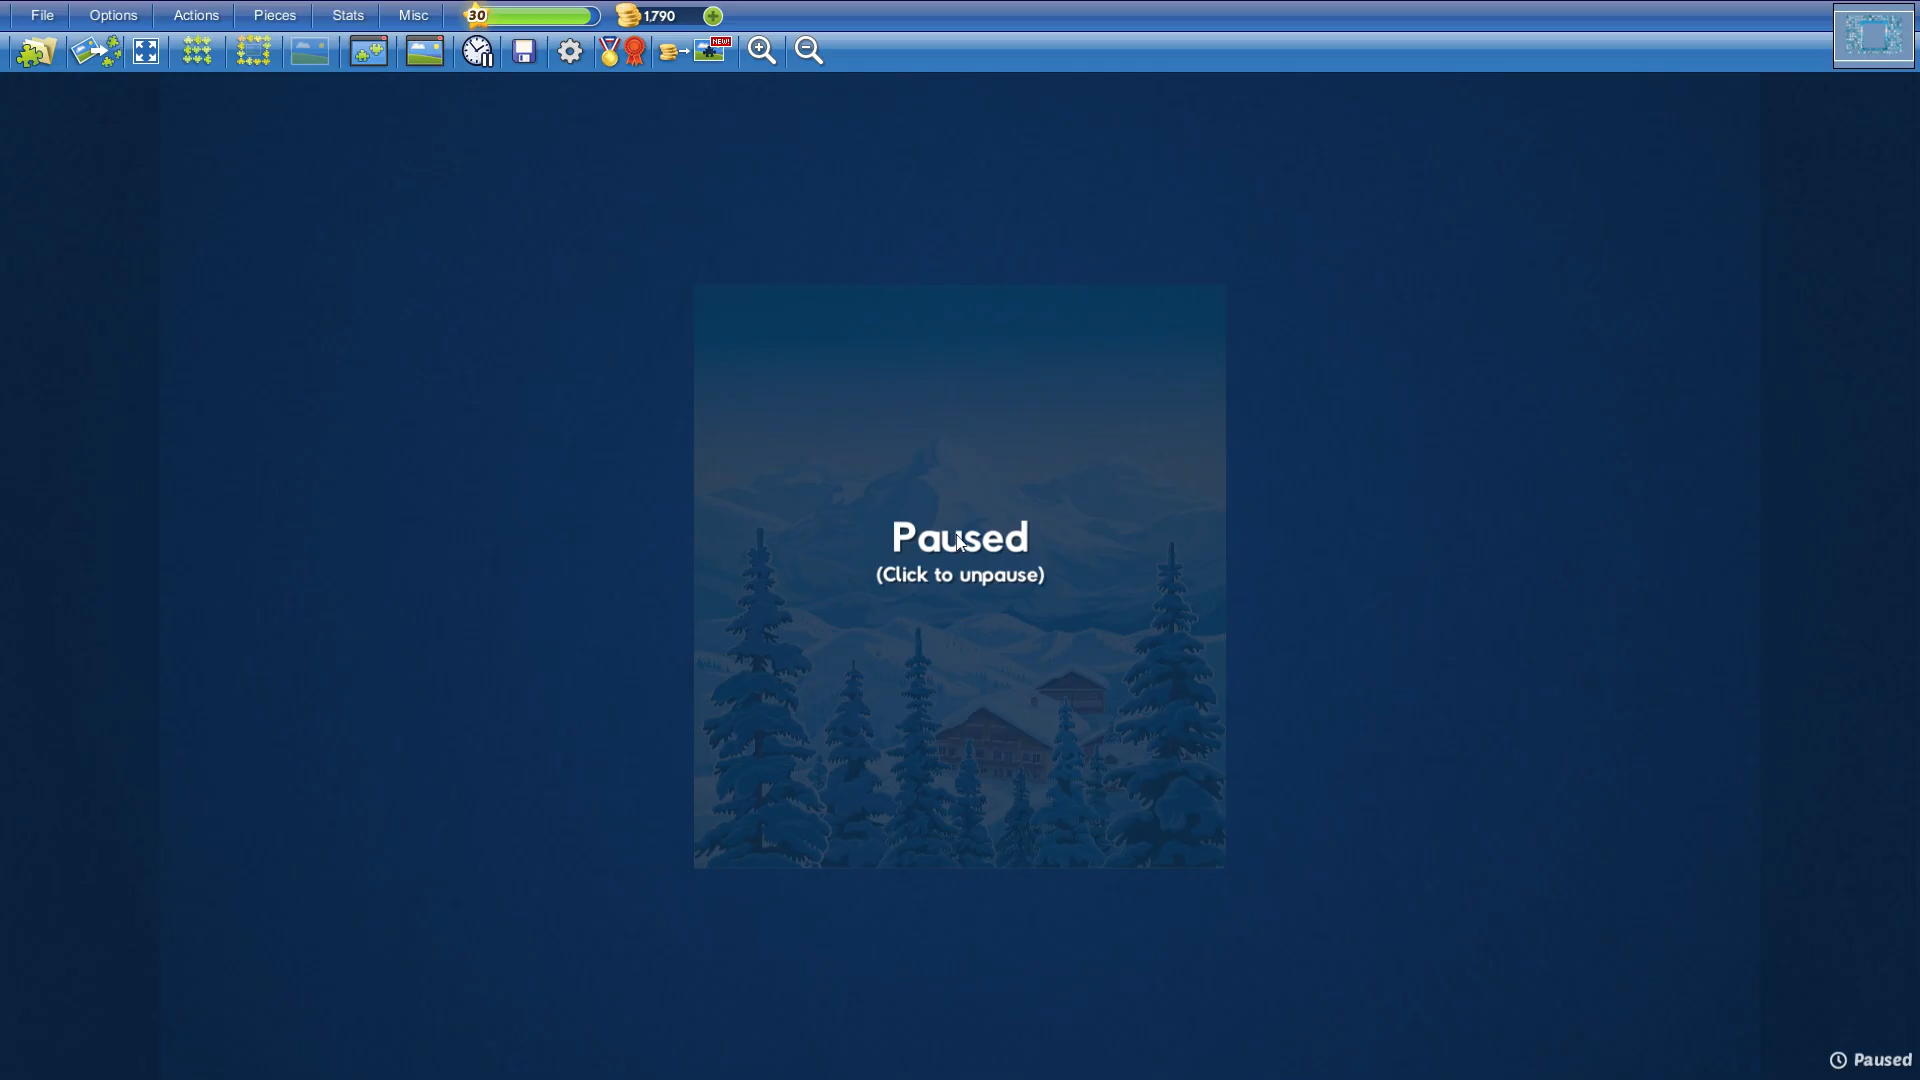 File Options Actions Pieces Stats Misc 30 1,790
NEW!
Paused
(Click to unpause)
Paused